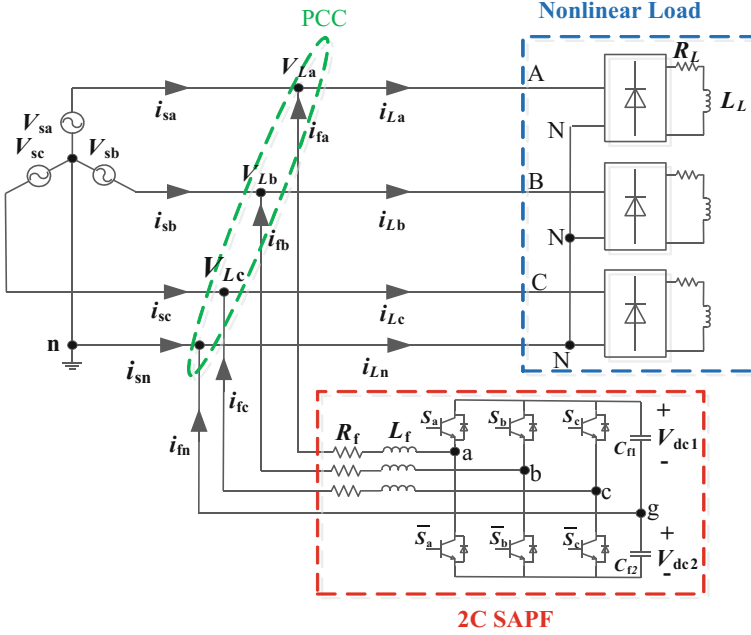 PCC
Nonlinear Load
V_La
A
R_L
i_sa
i_La
L_L
V_sa
i_fa
N
V_sc
V_sb
V_Lb
B
i_sb
i_fb
i_Lb
N
V_Lc
C
i_sc
i_Lc
n
i_sn
i_Ln
N
i_fc
i_fn
S_a
S_b
S_c
+
R_f
L_f
C_f1
V_dc1
a
-
b
c
g
S̅_a
S̅_b
S̅_c
+
C_f2
V_dc2
-
2C SAPF